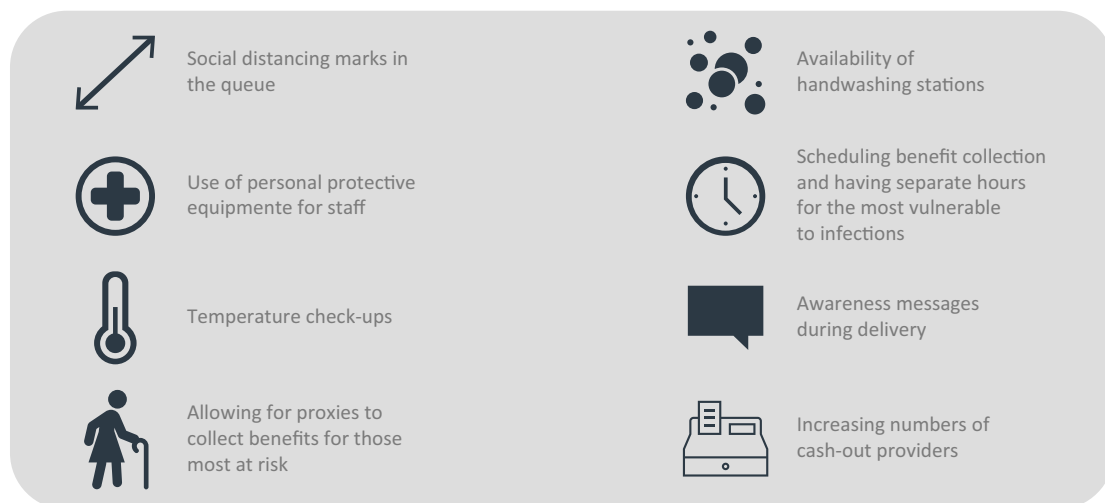 Social distancing marks in
the queue
Availability of
handwashing stations
Use of personal protective
equipmente for staff
Scheduling benefit collection
and having separate hours
for the most vulnerable
to infections
Temperature check-ups
Awareness messages
during delivery
Allowing for proxies to
collect benefits for those
most at risk
Increasing numbers of
cash-out providers